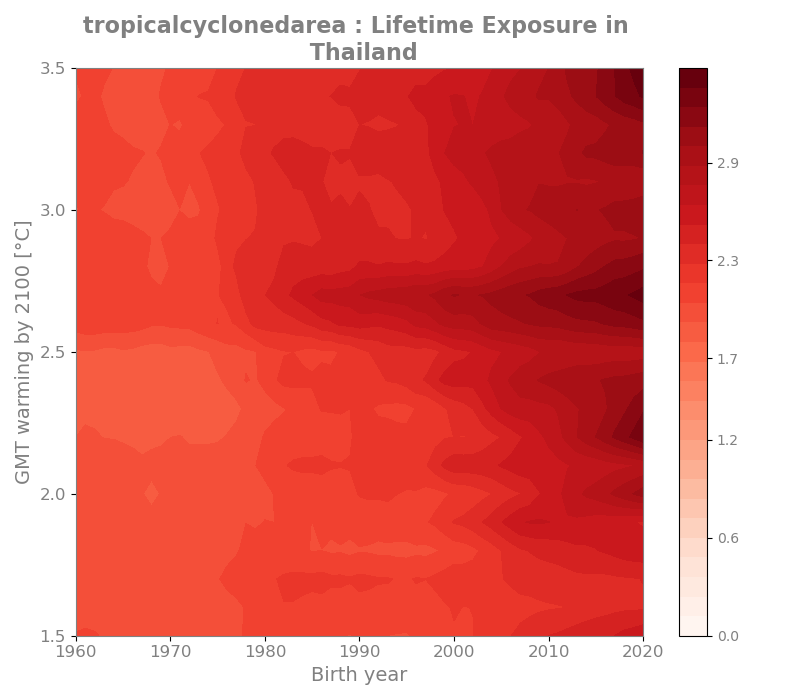 tropicalcyclonedarea : Lifetime Exposure in
Thailand
GMT warming by 2100 [°C]
3.5
3.0
2.5
2.0
1.5
1960 1970 1980 1990 2000 2010 2020
Birth year
2.9
2.3
1.7
1.2
0.6
0.0